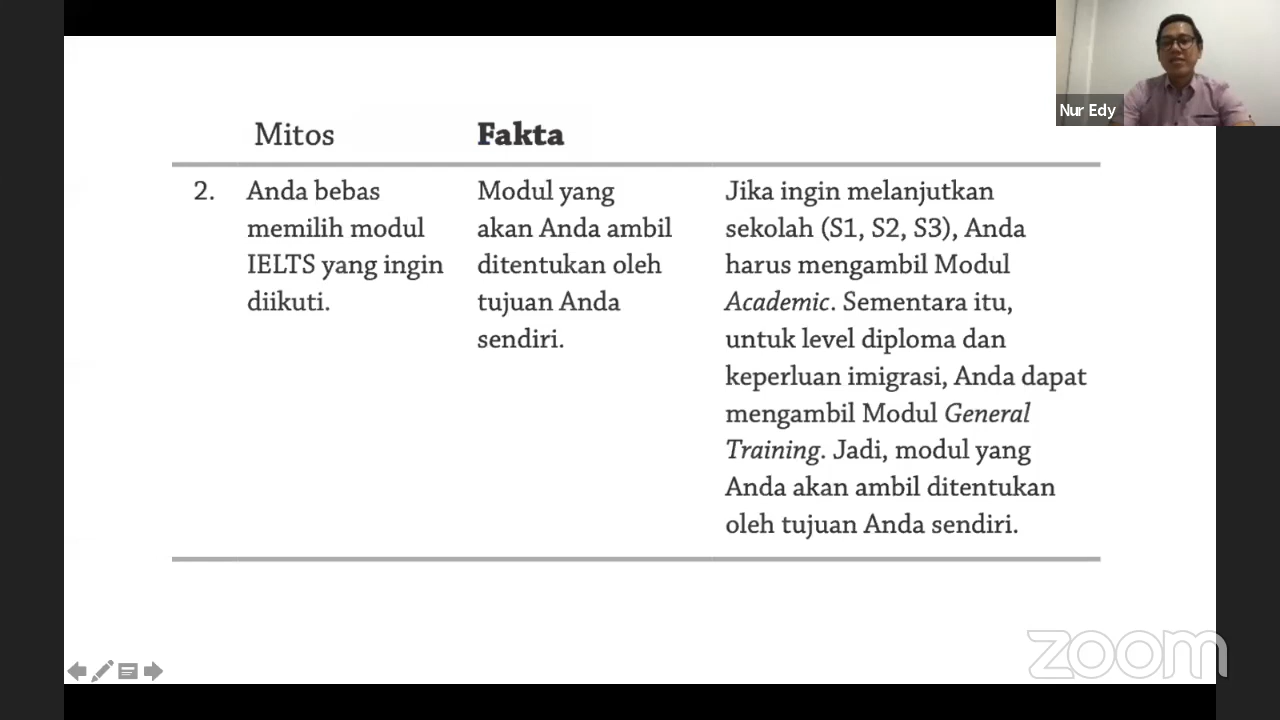 Nur Edy
Mitos
Fakta
2.
Anda bebas
memilih modul
IELTS yang ingin
diikuti.
Modul yang
akan Anda ambil
ditentukan oleh
tujuan Anda
sendiri.
Jika ingin melanjutkan
sekolah (S1, S2, S3), Anda
harus mengambil Modul
Academic. Sementara itu,
untuk level diploma dan
keperluan imigrasi, Anda dapat
mengambil Modul General
Training. Jadi, modul yang
Anda akan ambil ditentukan
oleh tujuan Anda sendiri.
zoom